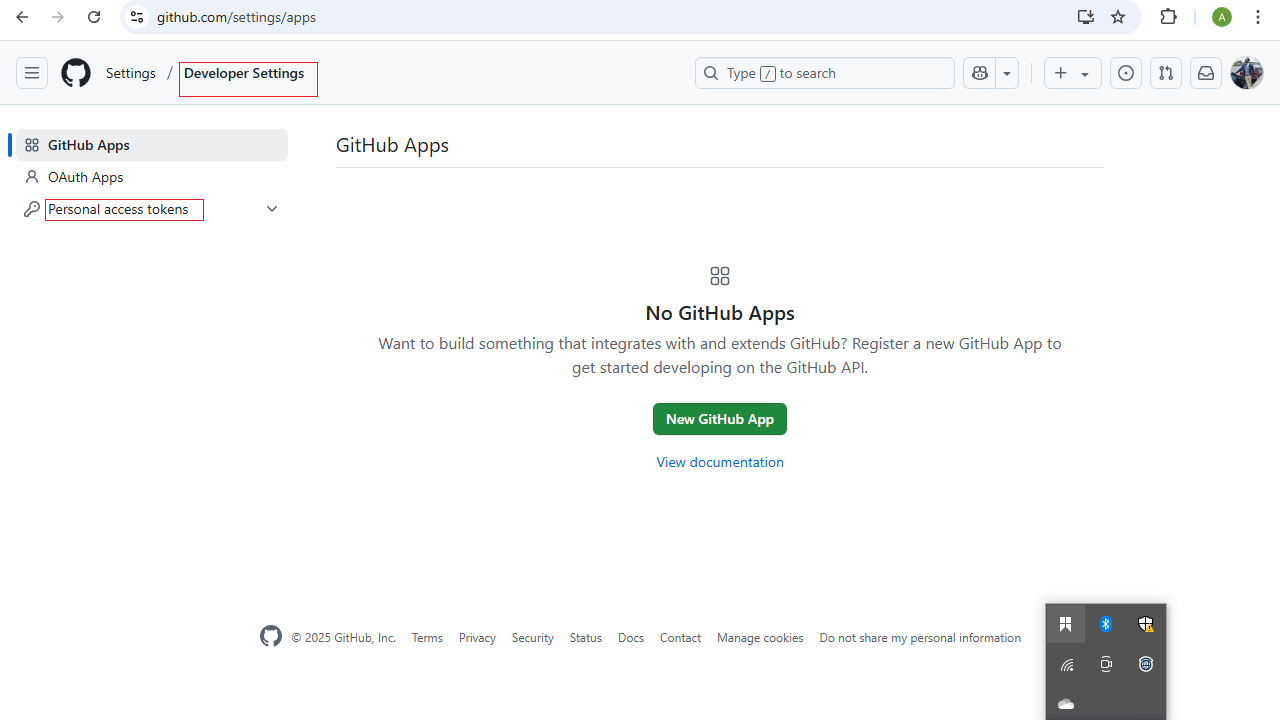 github.com/settings/apps
A
Settings / Developer Settings
Type / to search
GitHub Apps
OAuth Apps
Personal access tokens
GitHub Apps
No GitHub Apps
Want to build something that integrates with and extends GitHub? Register a new GitHub App to
get started developing on the GitHub API.
New GitHub App
View documentation
© 2025 GitHub, Inc. Terms Privacy Security Status Docs Contact Manage cookies Do not share my personal information